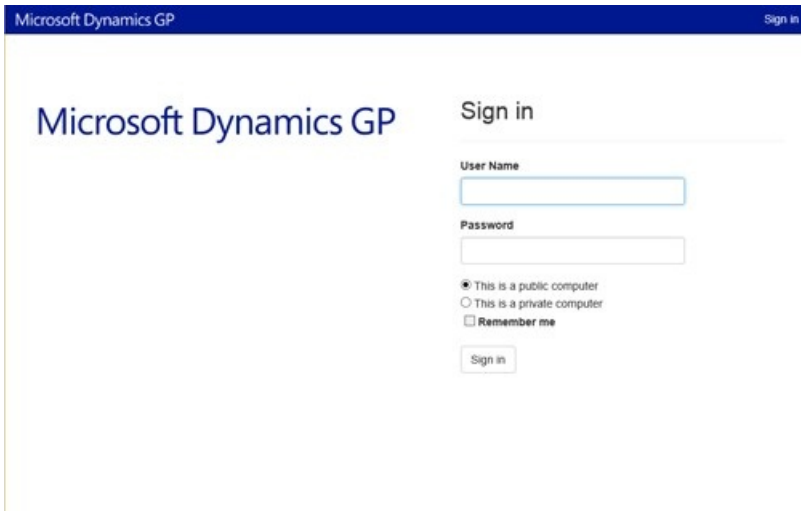 Microsoft Dynamics GP
Sign in
Microsoft Dynamics GP
Sign in
User Name
Password
This is a public computer
This is a private computer
Remember me
Sign in